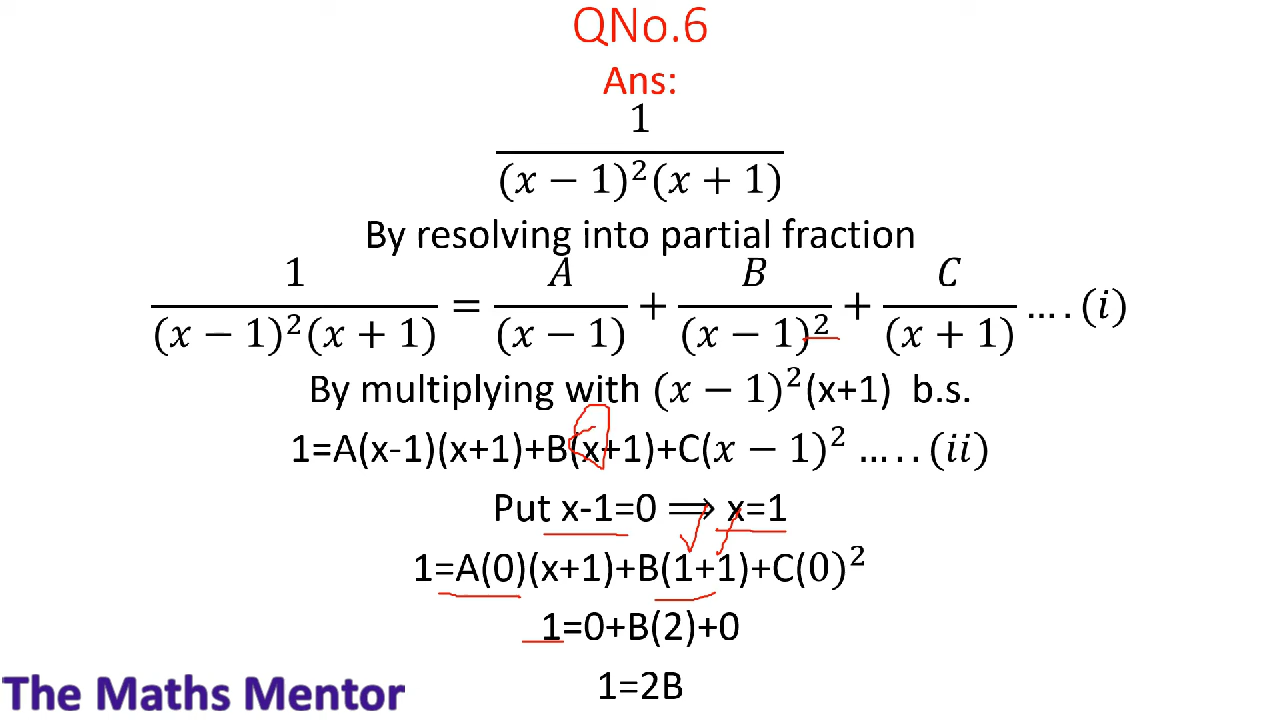 QNo.6
Ans:
1
(x − 1)²(x + 1)
By resolving into partial fraction
1/((x − 1)²(x + 1)) = A/(x − 1) + B/(x − 1)² + C/(x + 1) ... . (i)
By multiplying with (x − 1)²(x+1) b.s.
1=A(x-1)(x+1)+B(x+1)+C(x − 1)² ... . . (ii)
Put x-1=0 ⟹ x=1
1=A(0)(x+1)+B(1+1)+C(0)²
1=0+B(2)+0
1=2B
The Maths Mentor